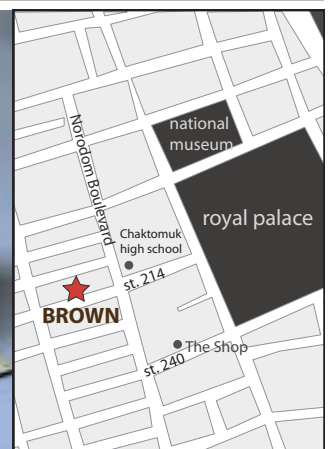 national
museum
Norodom Boulevard
royal palace
Chaktomuk
high school
st. 214
BROWN
The Shop
st. 240